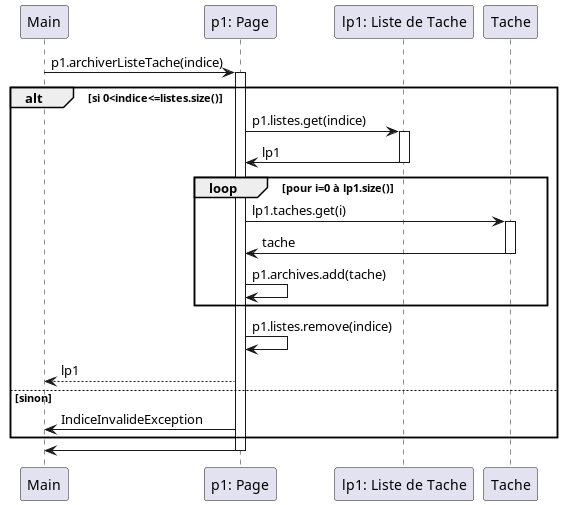 Main
p1: Page
lp1: Liste de Tache
Tache
p1.archiverListeTache(indice)
alt
[si 0<indice<=listes.size()]
p1.listes.get(indice)
lp1
loop
[pour i=0 à lp1.size()]
lp1.taches.get(i)
tache
p1.archives.add(tache)
p1.listes.remove(indice)
lp1
[sinon]
IndiceInvalideException
Main
p1: Page
lp1: Liste de Tache
Tache